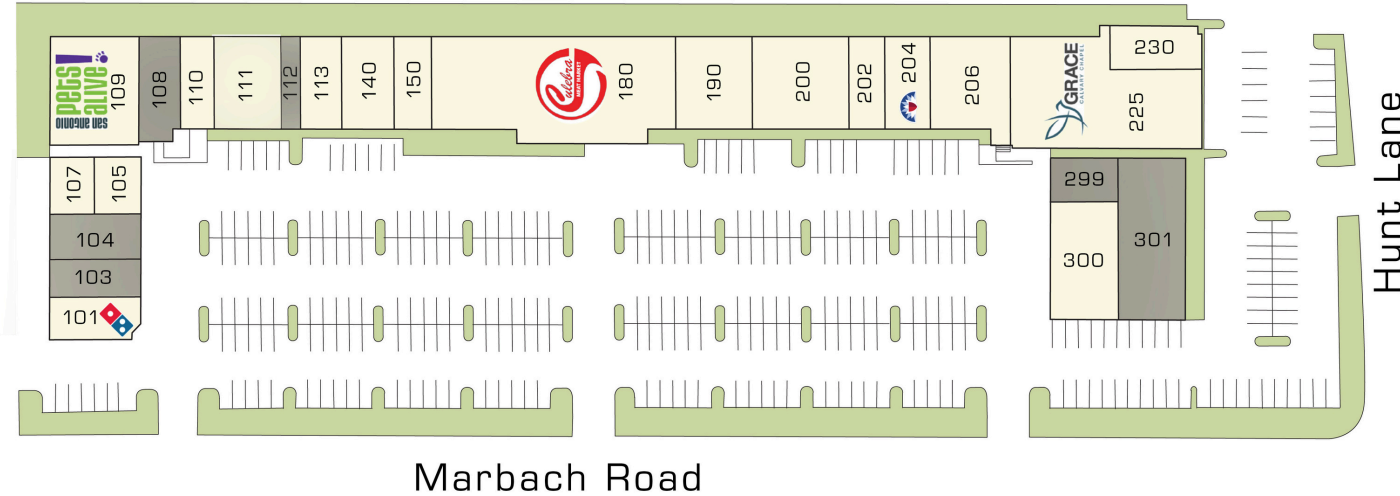 san antonio
pets
alive!
109
108
110
111
112
113
140
150
Culebra
MEAT MARKET
180
190
200
202
204
206
GRACE
CALVARY CHAPEL
225
230
107
105
104
103
101
299
300
301
Hunt Lane
Marbach Road